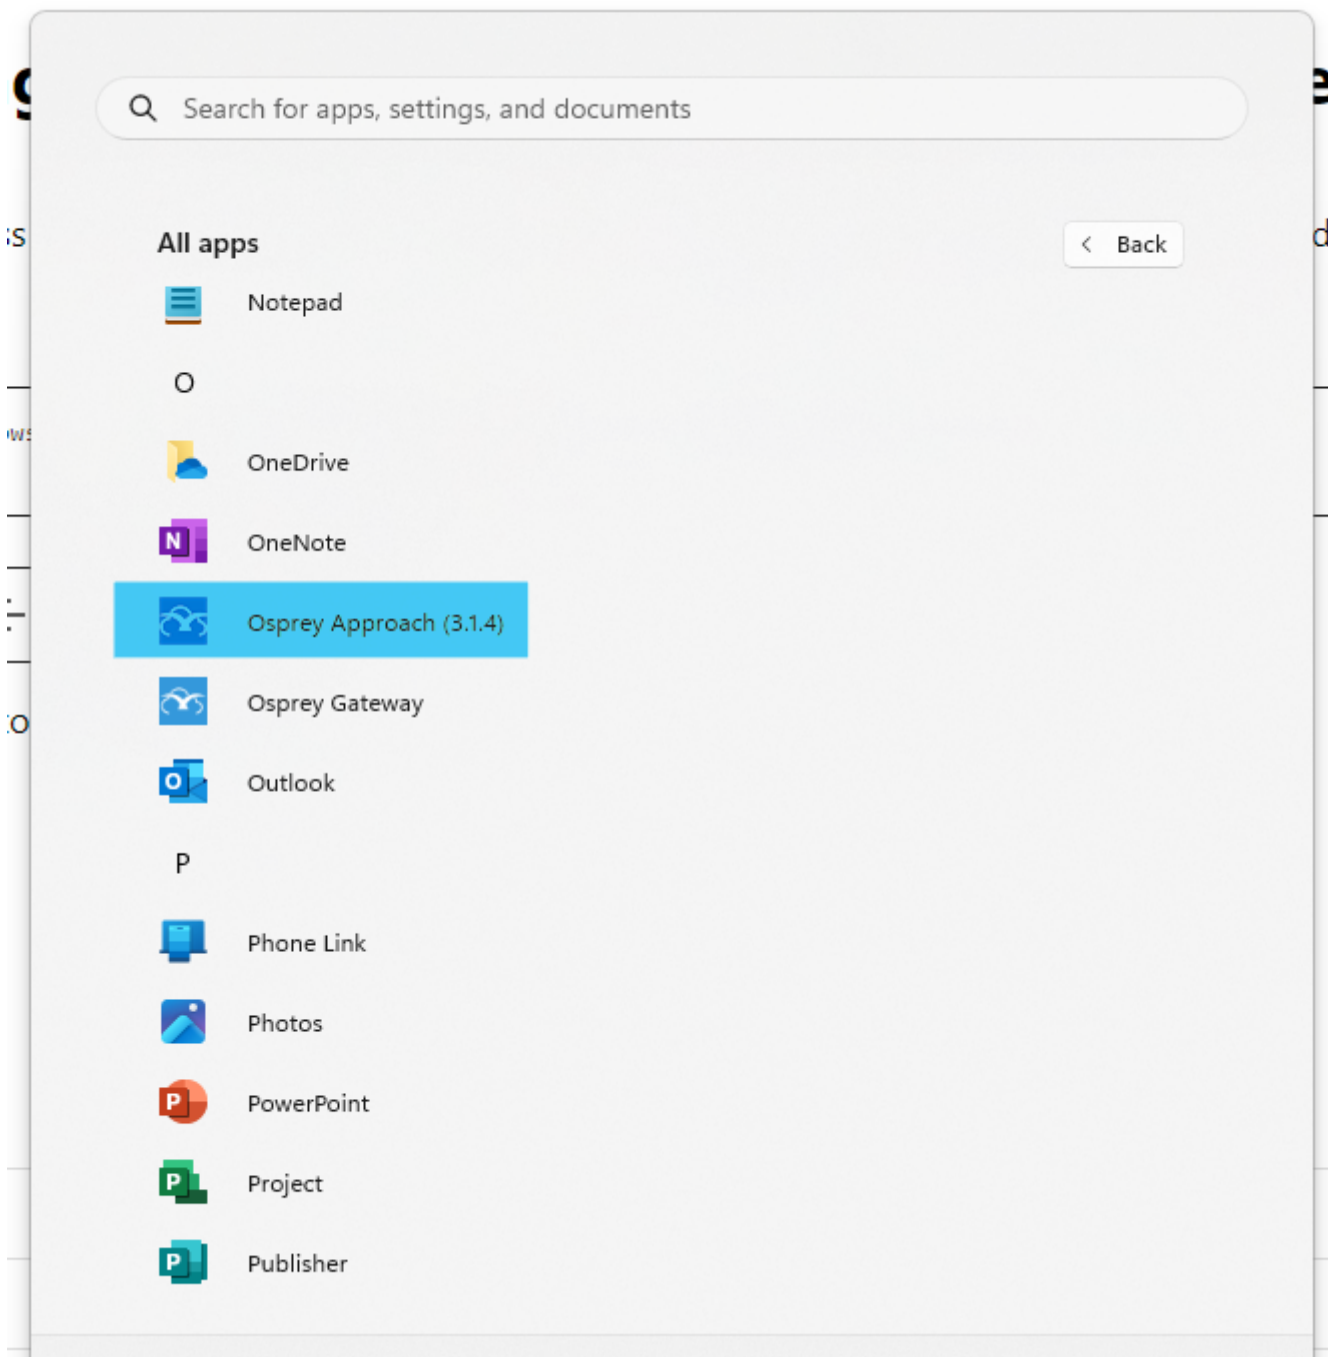 Search for apps, settings, and documents
All apps
Back
Notepad
O
OneDrive
OneNote
Osprey Approach (3.1.4)
Osprey Gateway
Outlook
P
Phone Link
Photos
PowerPoint
Project
Publisher